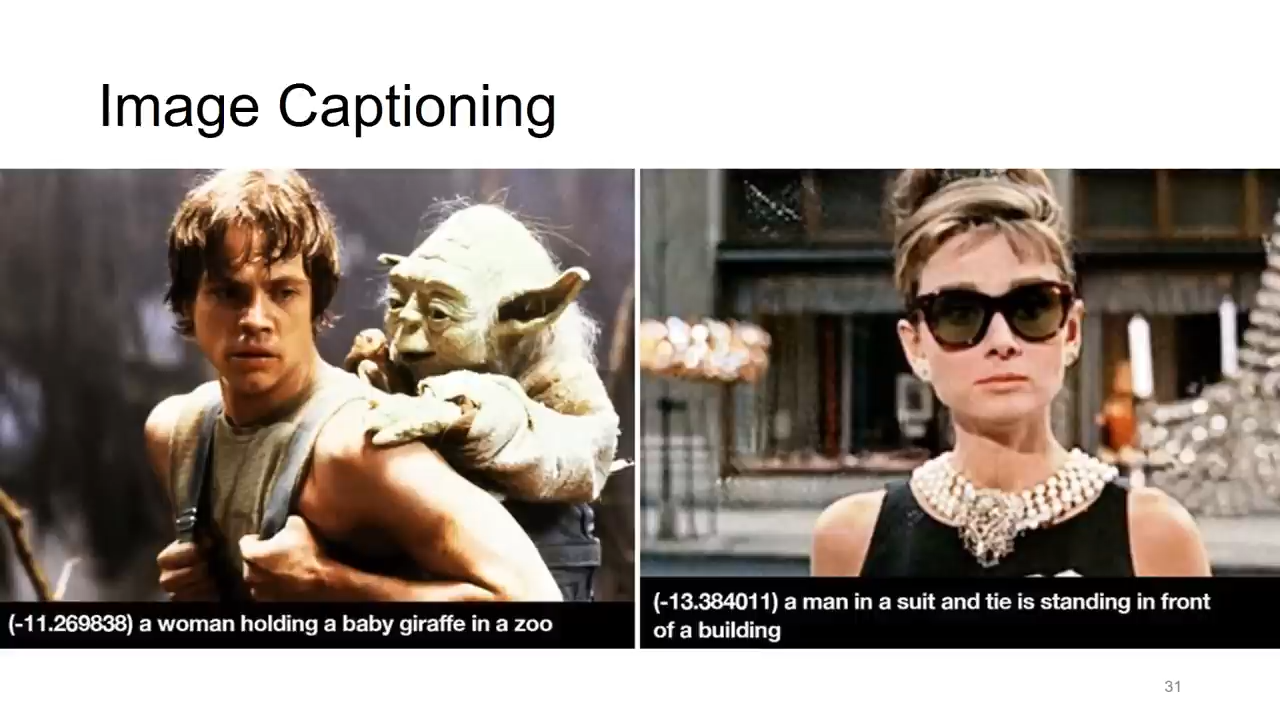 Image Captioning
(-11.269838) a woman holding a baby giraffe in a zoo
(-13.384011) a man in a suit and tie is standing in front
of a building
31